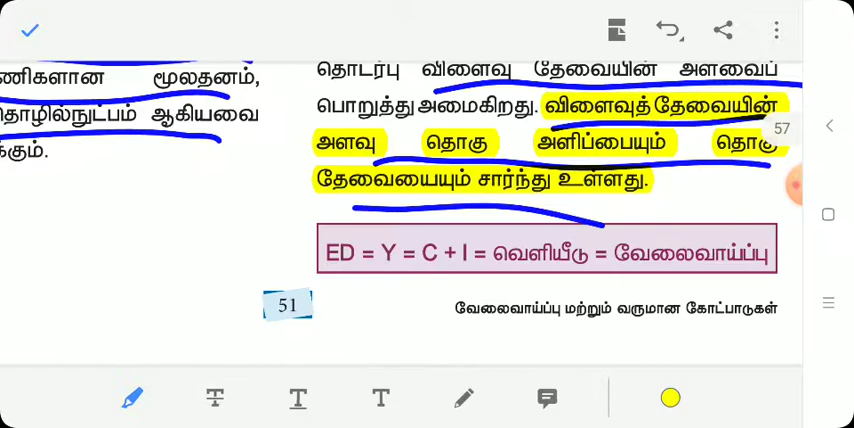 ணிகளான மூலதனம்,
தொழில்நுட்பம் ஆகியவை
க்கும்.
தொடர்பு விளைவு தேவையின் அளவைப்
பொறுத்து அமைகிறது. விளைவுத் தேவையின்
அளவு தொகு அளிப்பையும் தொகு
தேவையையும் சார்ந்து உள்ளது.
57
ED = Y = C + I = வெளியீடு = வேலைவாய்ப்பு
51
வேலைவாய்ப்பு மற்றும் வருமான கோட்பாடுகள்
T
T
T